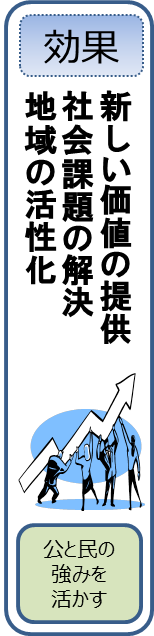 効果
新しい価値の提供
社会課題の解決
地域の活性化
公と民の
強みを
活かす